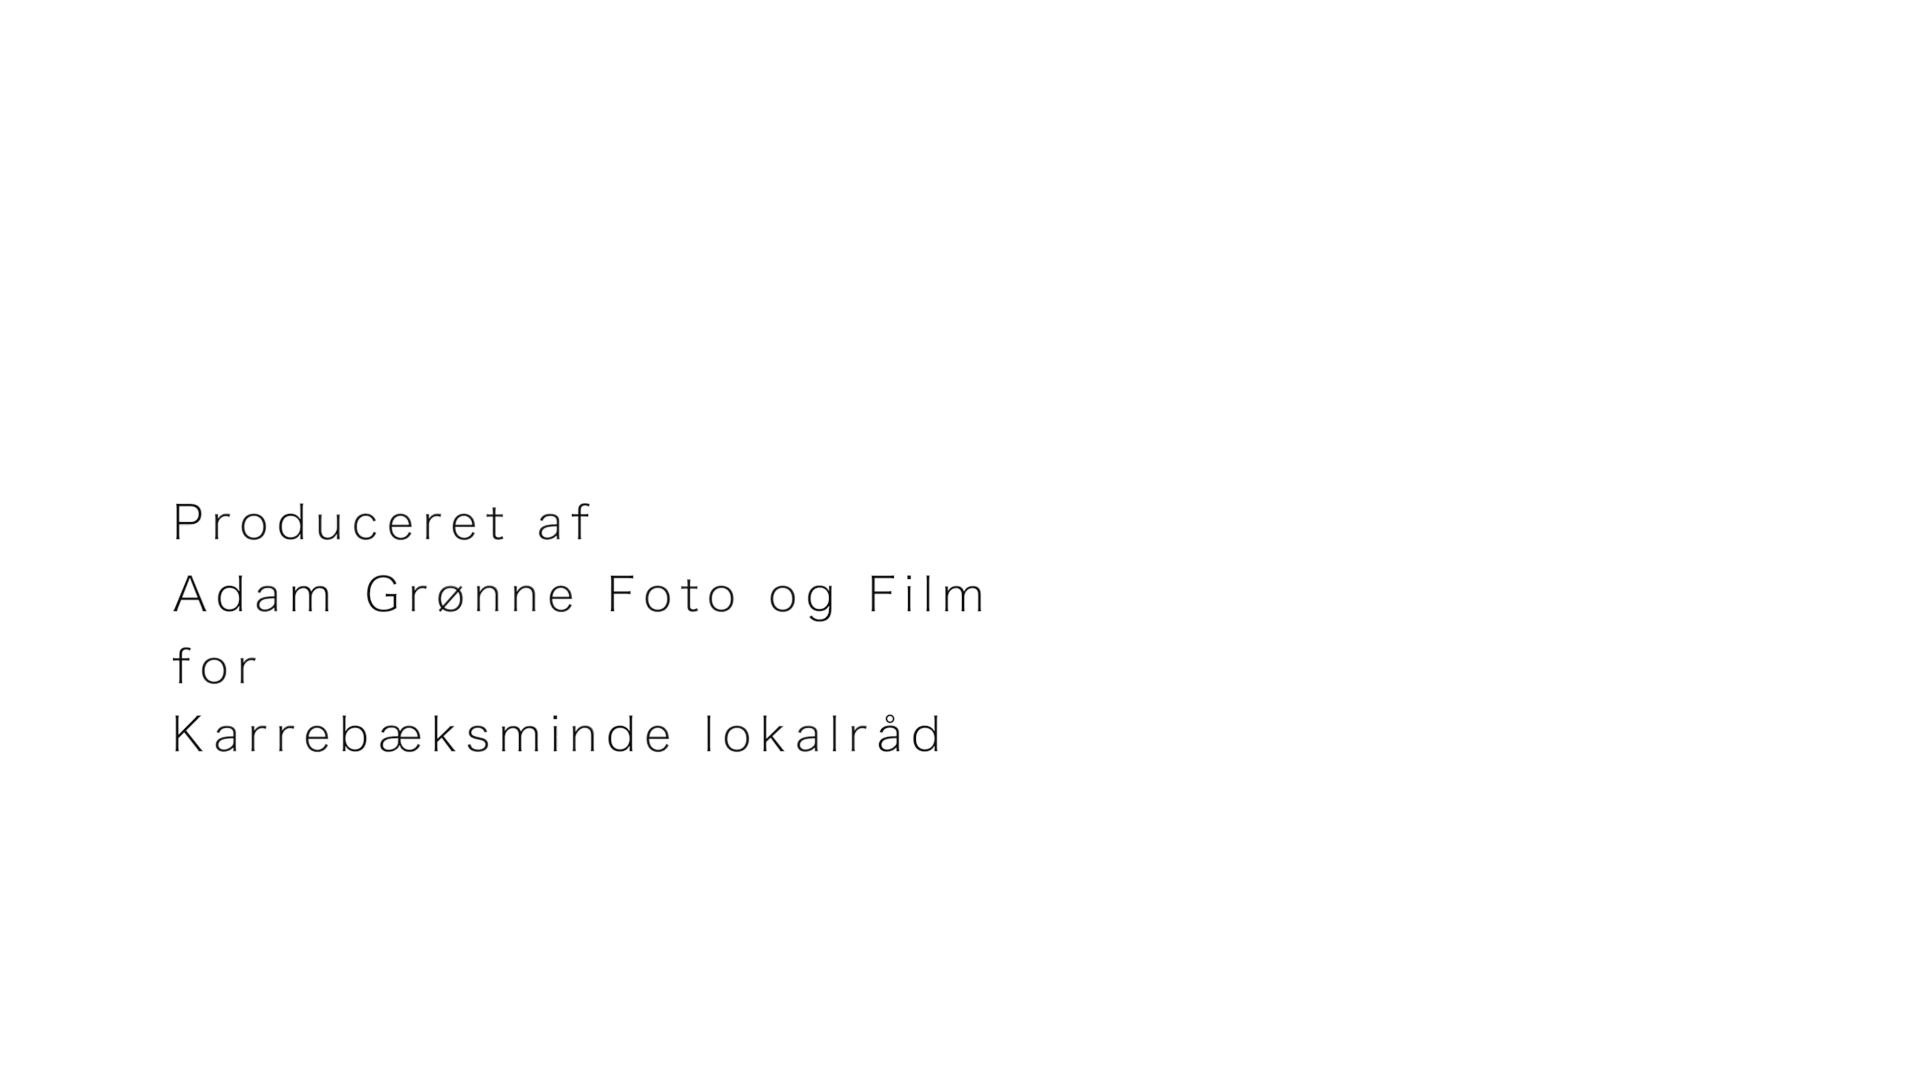 Produceret af
Adam Grønne Foto og Film
for
Karrebæksminde lokalråd